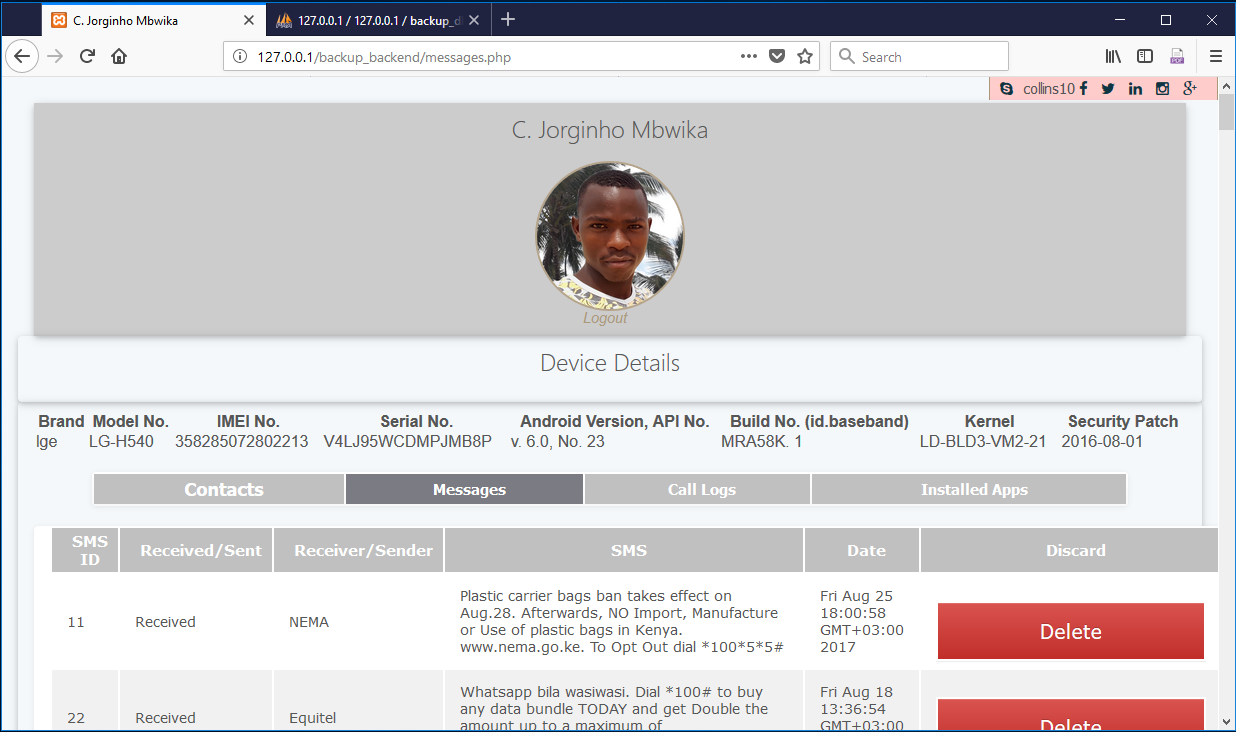 C. Jorginho Mbwika
127.0.0.1 / 127.0.0.1 / backup_d
127.0.0.1/backup_backend/messages.php
Search
collins10
C. Jorginho Mbwika
Logout
Device Details
Brand Model No. IMEI No. Serial No. Android Version, API No. Build No. (id.baseband) Kernel Security Patch
lge LG-H540 358285072802213 V4LJ95WCDMPJMB8P v. 6.0, No. 23 MRA58K. 1 LD-BLD3-VM2-21 2016-08-01
Contacts Messages Call Logs Installed Apps
SMS ID Received/Sent Receiver/Sender SMS Date Discard
11 Received NEMA
Plastic carrier bags ban takes effect on
Aug.28. Afterwards, NO Import, Manufacture
or Use of plastic bags in Kenya.
www.nema.go.ke. To Opt Out dial *100*5*5#
Fri Aug 25
18:00:58
GMT+03:00
2017
Delete
22 Received Equitel
Whatsapp bila wasiwasi. Dial *100# to buy
any data bundle TODAY and get Double the
amount up to a maximum of
Fri Aug 18
13:36:54
GMT+03:00
Delete